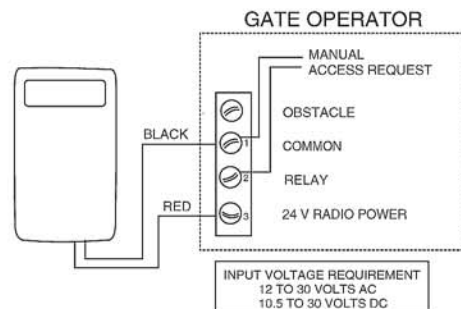 GATE OPERATOR
MANUAL
ACCESS REQUEST
OBSTACLE
BLACK
1
COMMON
2
RELAY
RED
3
24 V RADIO POWER
INPUT VOLTAGE REQUIREMENT
12 TO 30 VOLTS AC
10.5 TO 30 VOLTS DC